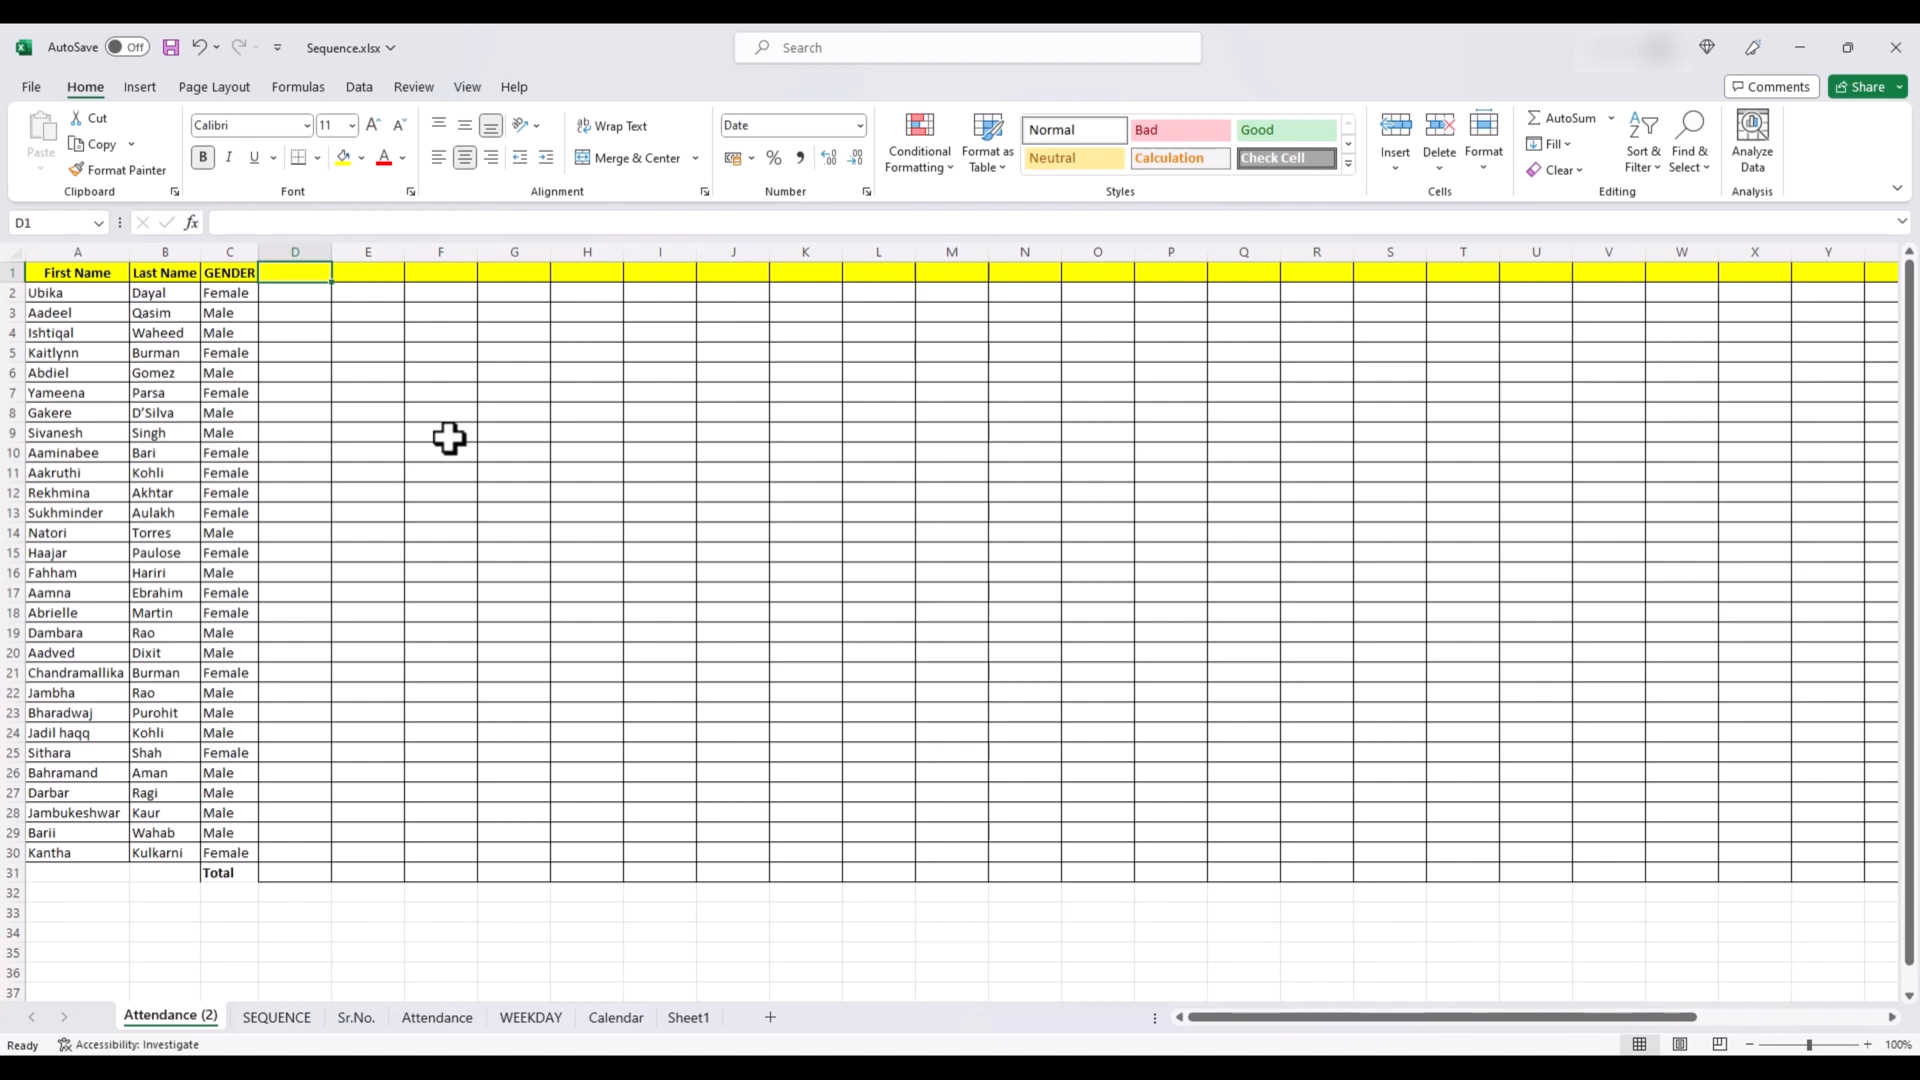 AutoSave Off Sequence.xlsx Search
File Home Insert Page Layout Formulas Data Review View Help Comments Share
Paste Cut Copy Format Painter Clipboard
Calibri 11 B I U Font
Wrap Text Merge & Center Alignment
Date % , Number
Conditional Formatting Format as Table
Normal Bad Good
Neutral Calculation Check Cell
Styles
Insert Delete Format Cells
AutoSum Fill Clear Sort & Filter Find & Select Editing
Analyze Data Analysis
D1 fx
A B C D E F G H I J K L M N O P Q R S T U V W X Y
1 First Name Last Name GENDER
2 Ubika Dayal Female
3 Aadeel Qasim Male
4 Ishtiqal Waheed Male
5 Kaitlynn Burman Female
6 Abdiel Gomez Male
7 Yameena Parsa Female
8 Gakere D’Silva Male
9 Sivanesh Singh Male
10 Aaminabee Bari Female
11 Aakruthi Kohli Female
12 Rekhmina Akhtar Female
13 Sukhminder Aulakh Female
14 Natori Torres Male
15 Haajar Paulose Female
16 Fahham Hariri Male
17 Aamna Ebrahim Female
18 Abrielle Martin Female
19 Dambara Rao Male
20 Aadved Dixit Male
21 Chandramallika Burman Female
22 Jambha Rao Male
23 Bharadwaj Purohit Male
24 Jadil haqq Kohli Male
25 Sithara Shah Female
26 Bahramand Aman Male
27 Darbar Ragi Male
28 Jambukeshwar Kaur Male
29 Barii Wahab Male
30 Kantha Kulkarni Female
31 Total
32
33
34
35
36
37
Attendance (2) SEQUENCE Sr.No. Attendance WEEKDAY Calendar Sheet1
Ready Accessibility: Investigate 100%